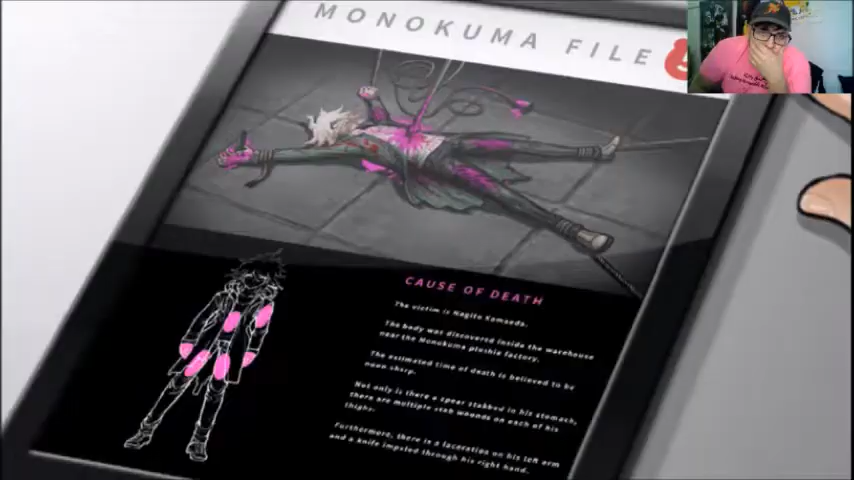 MONOKUMA FILE
CAUSE OF DEATH
The victim is Nagito Komaeda.
The body was discovered inside the warehouse
near the Monokuma plushie factory.
The estimated time of death is believed to be
noon sharp.
Not only is there a spear stabbed in his stomach,
there are multiple stab wounds on each of his
thighs.
Furthermore, there is a laceration on his left arm
and a knife impaled through his right hand.